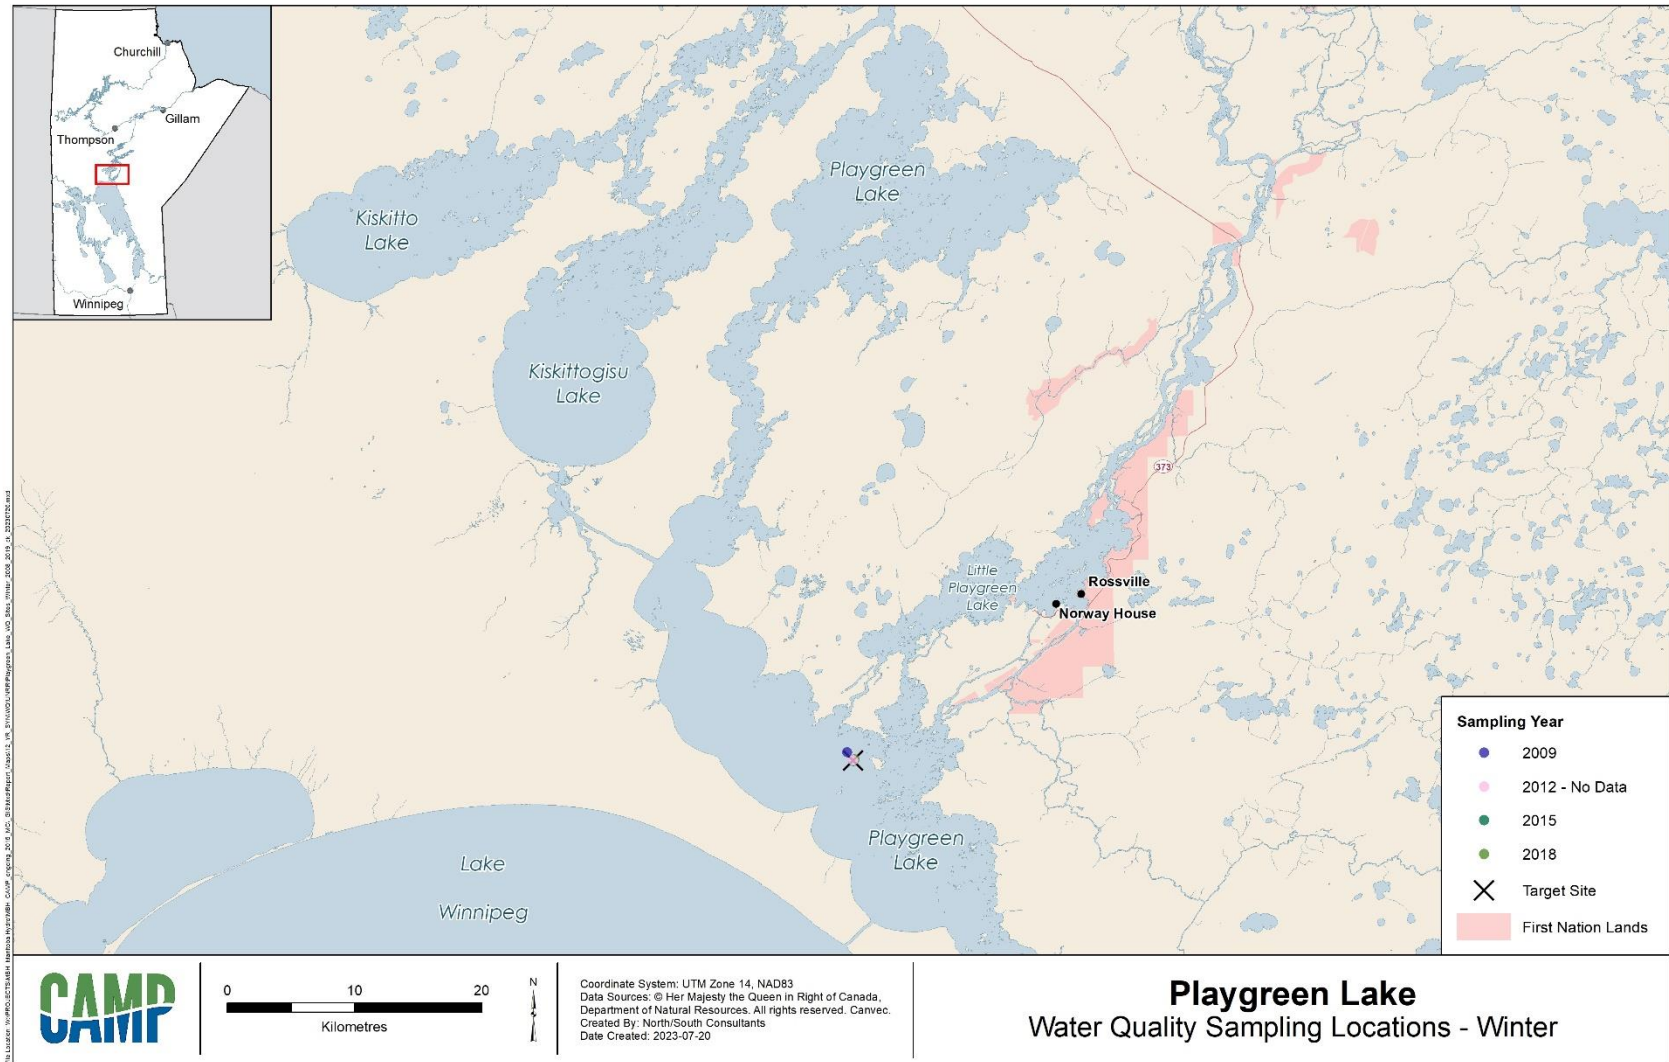 Churchill
Gillam
Thompson
Winnipeg
Playgreen
Lake
Kiskitto
Lake
Kiskittogisu
Lake
373
Little
Playgreen
Lake
Rossville
Norway House
Playgreen
Lake
Lake
Winnipeg
Sampling Year
2009
2012 - No Data
2015
2018
Target Site
First Nation Lands
CAMP
0 10 20
Kilometres
N
Coordinate System: UTM Zone 14, NAD83
Data Sources: © Her Majesty the Queen in Right of Canada,
Department of Natural Resources. All rights reserved. Canvec.
Created By: North/South Consultants
Date Created: 2023-07-20
Playgreen Lake
Water Quality Sampling Locations - Winter